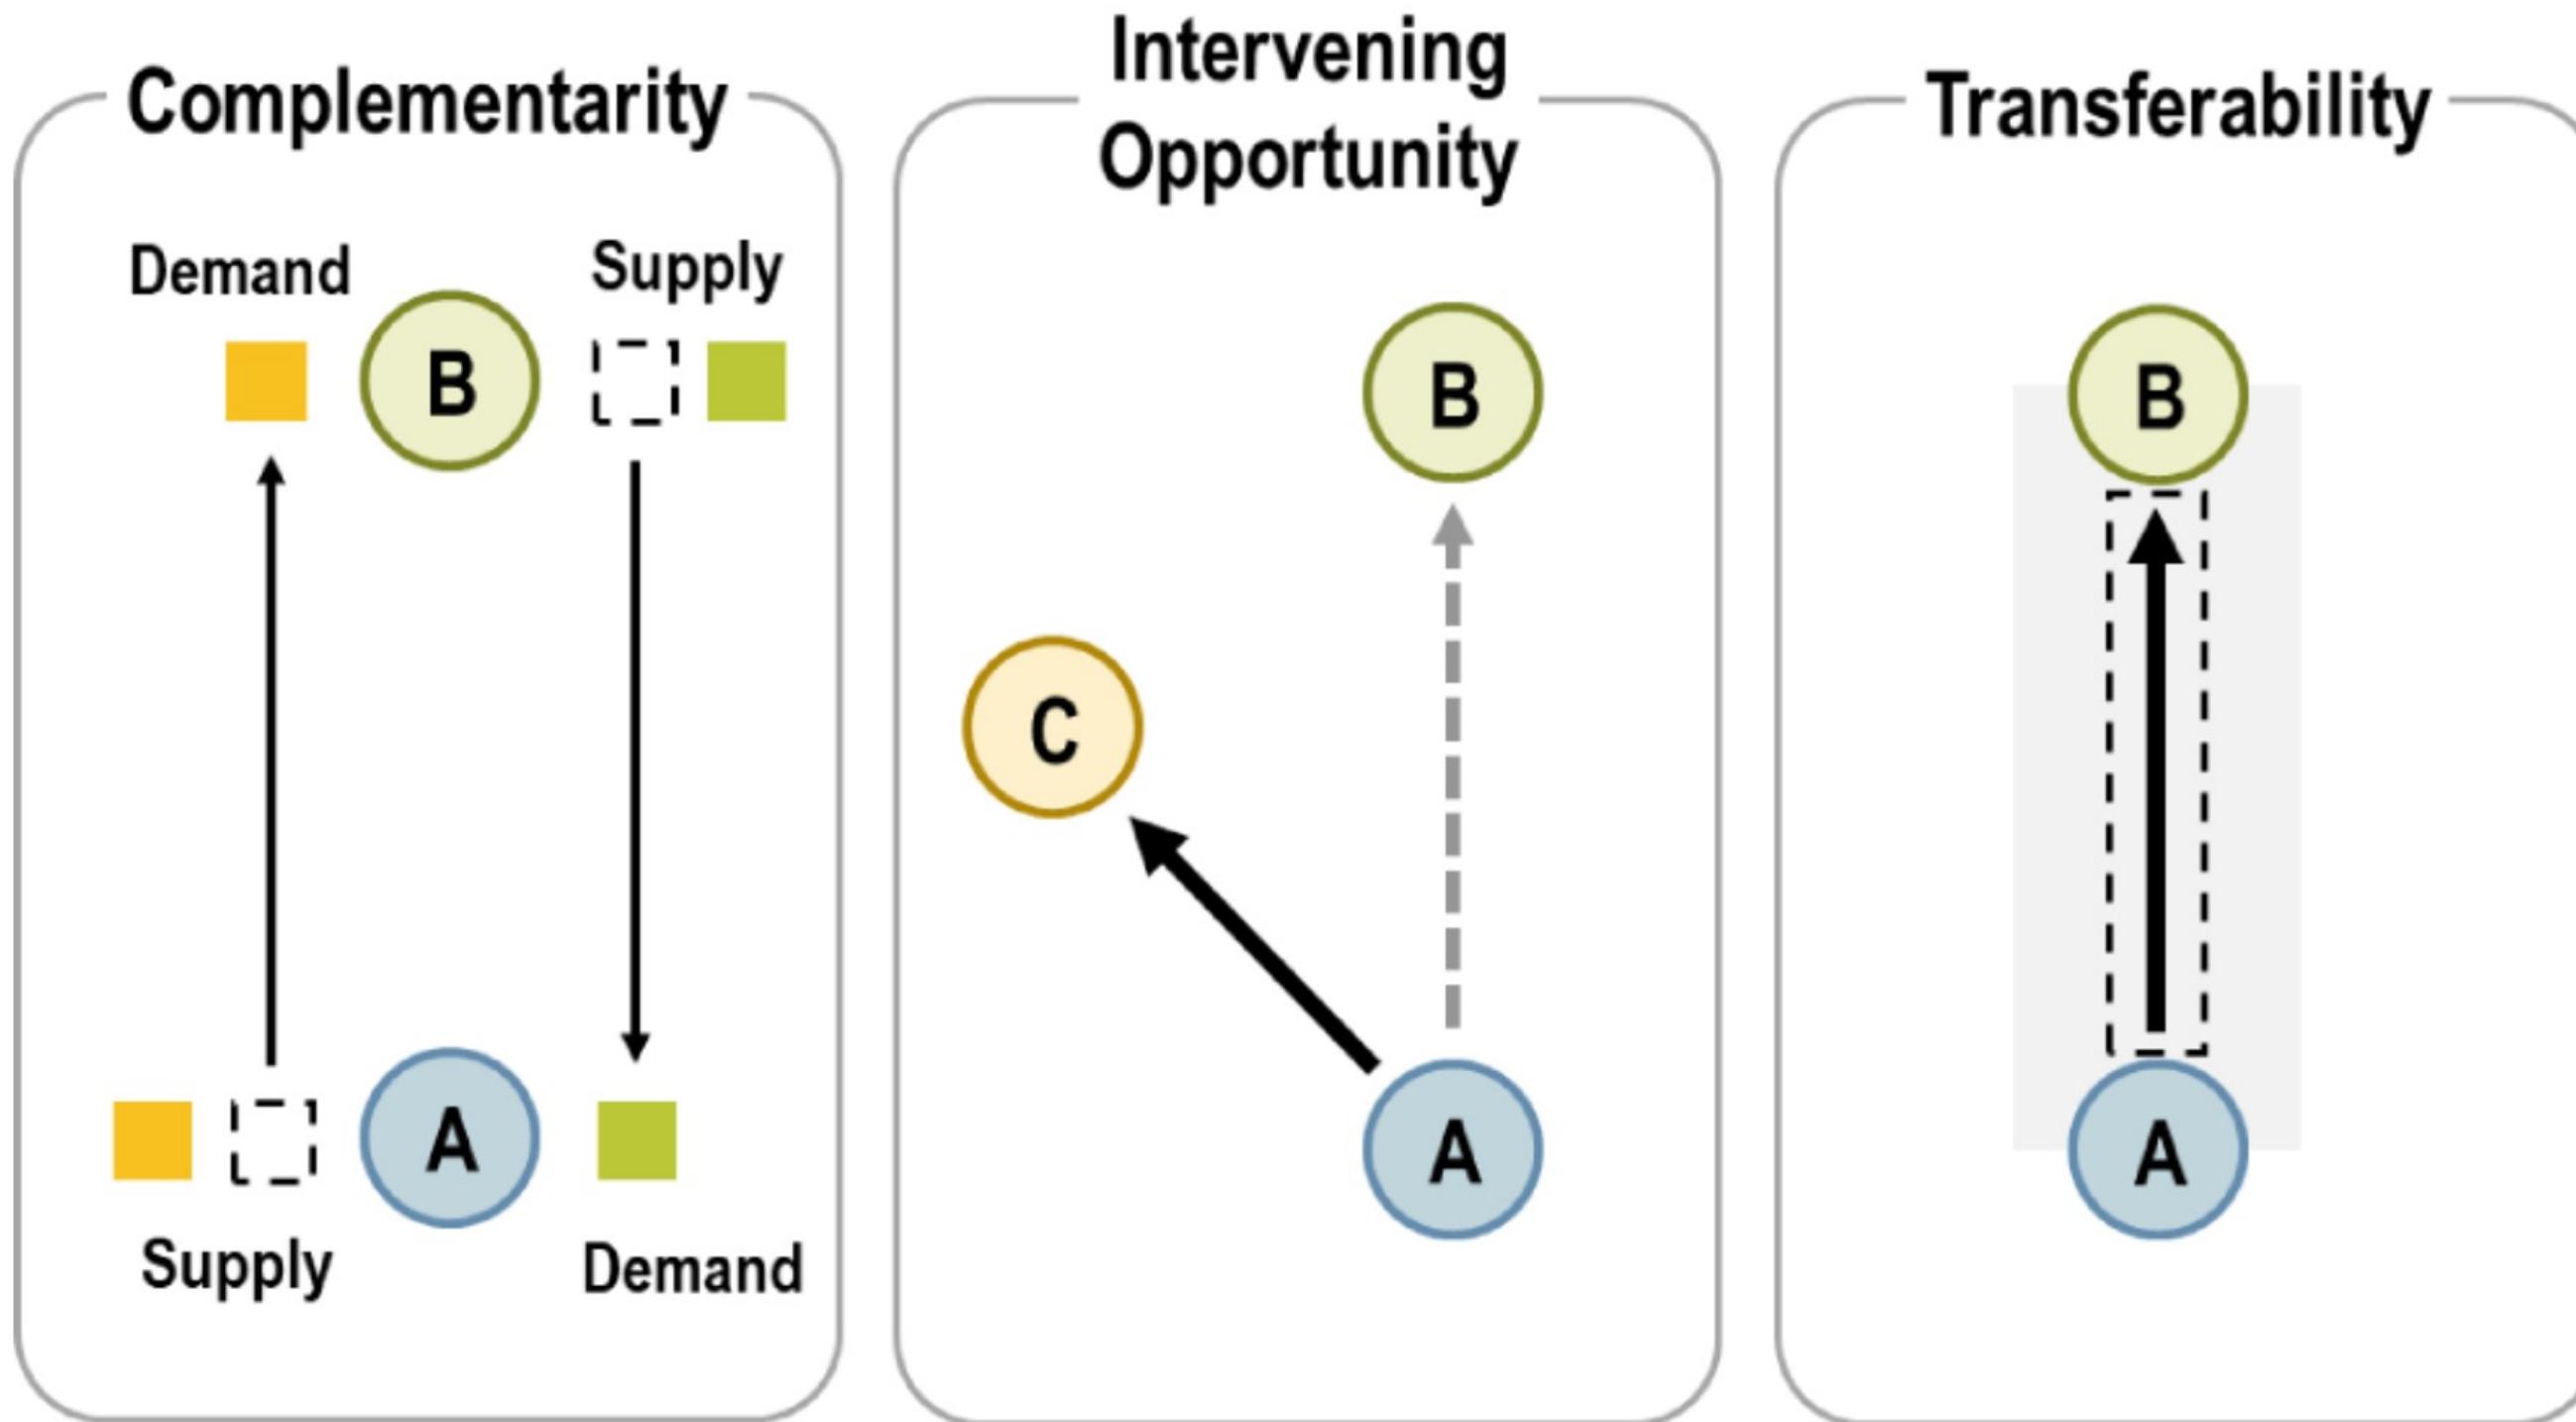 Complementarity
Demand
Supply
B
A
Supply
Demand
Intervening
Opportunity
B
C
A
Transferability
B
A